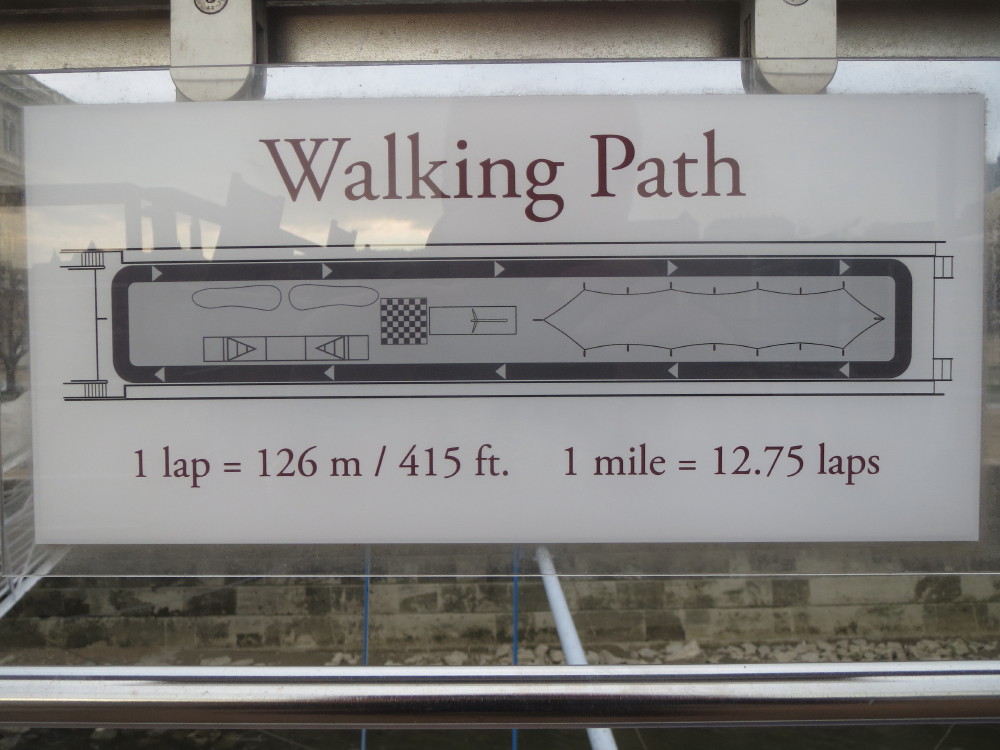 Walking Path
1 lap = 126 m / 415 ft. 1 mile = 12.75 laps